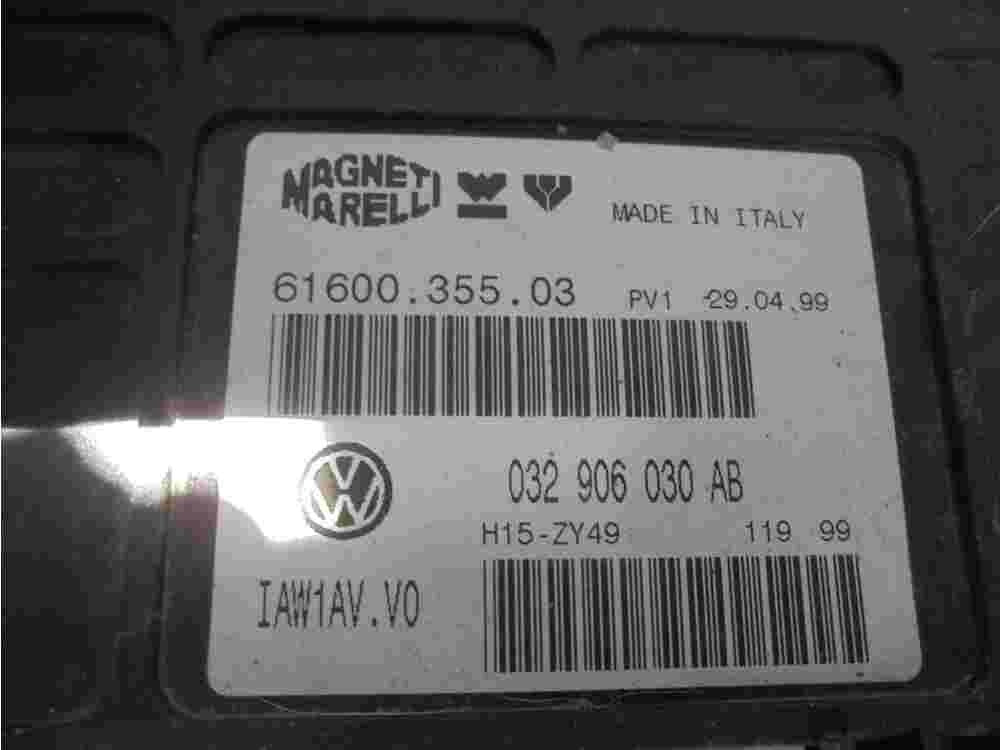 MAGNETI
MARELLI
MADE IN ITALY
61600.355.03 PV1 29.04.99
032 906 030 AB
H15-ZY49 119 99
IAW1AV.V0